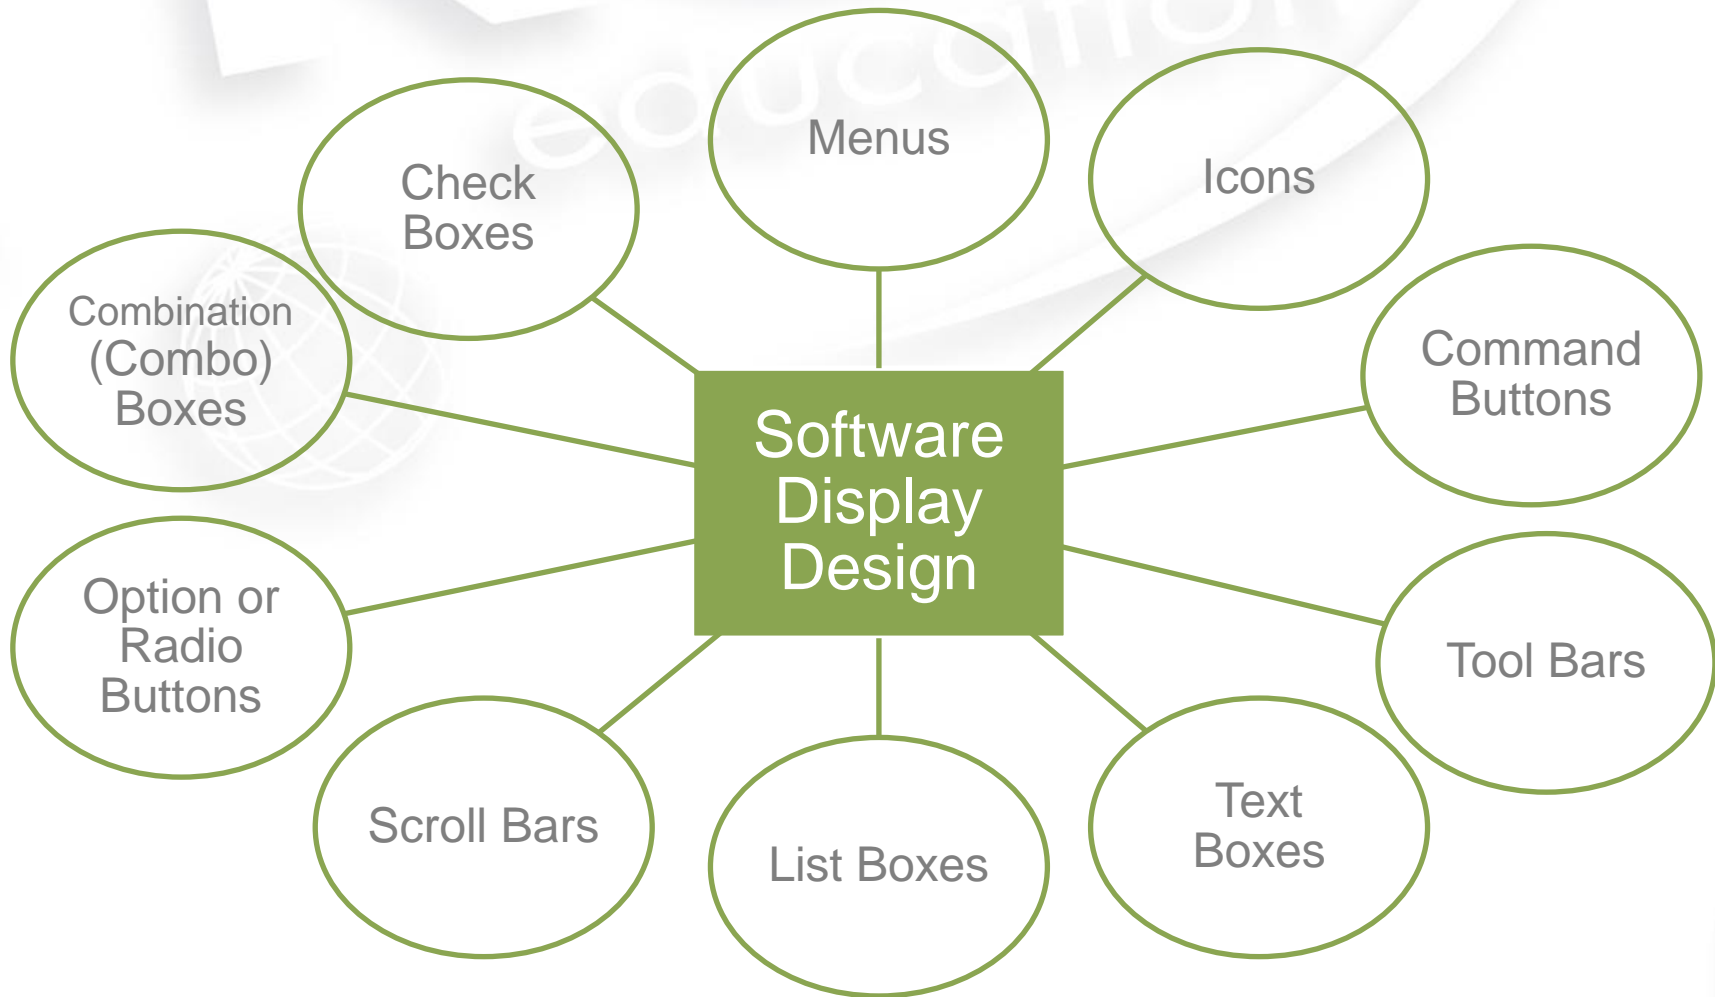 education
Menus
Icons
Command
Buttons
Tool Bars
Text
Boxes
List Boxes
Scroll Bars
Option or
Radio
Buttons
Combination
(Combo)
Boxes
Check
Boxes
Software
Display
Design